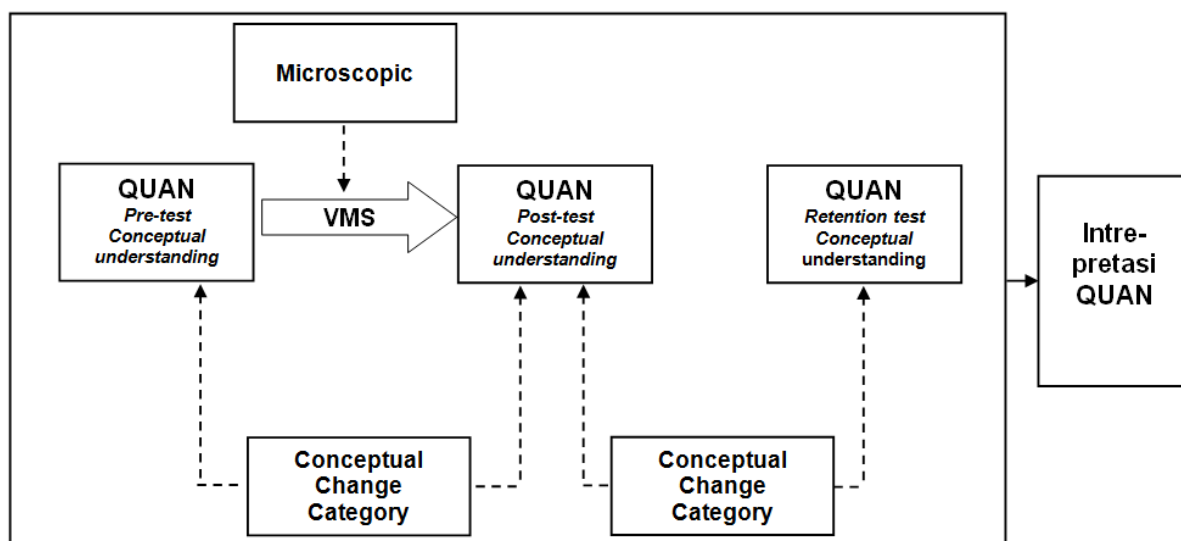 Microscopic
QUAN
Pre-test
Conceptual
understanding
VMS
QUAN
Post-test
Conceptual
understanding
QUAN
Retention test
Conceptual
understanding
Intre-
pretasi
QUAN
Conceptual
Change
Category
Conceptual
Change
Category